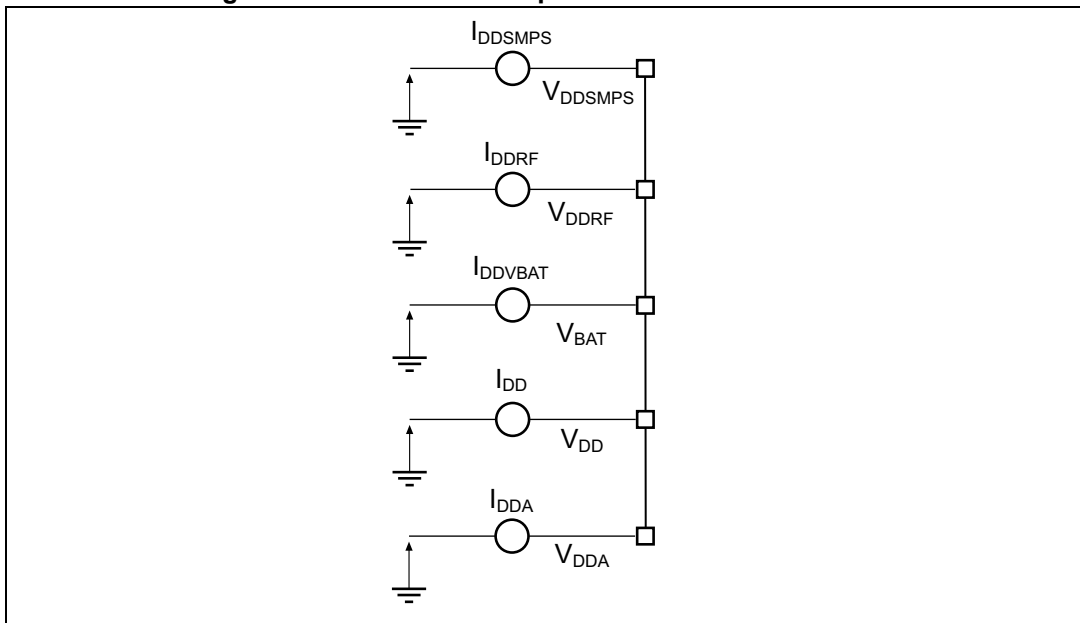 I_DDSMPS
V_DDSMPS
I_DDRF
V_DDRF
I_DDVBAT
V_BAT
I_DD
V_DD
I_DDA
V_DDA